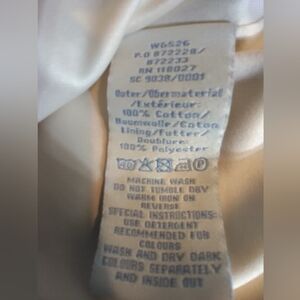 W6526
P.O 872228/
872233
RN 118027
SC 9038/0001
Outer/Obermaterial
/Extérieur:
100% Cotton/
Baumwolle/Coton
Lining/Futter/
Doublure:
100% Polyester
MACHINE WASH
DO NOT TUMBLE DRY
WARM IRON ON
REVERSE
SPECIAL INSTRUCTIONS:
USE DETERGENT
RECOMMENDED FOR
COLOURS
WASH AND DRY DARK
COLOURS SEPARATELY
AND INSIDE OUT